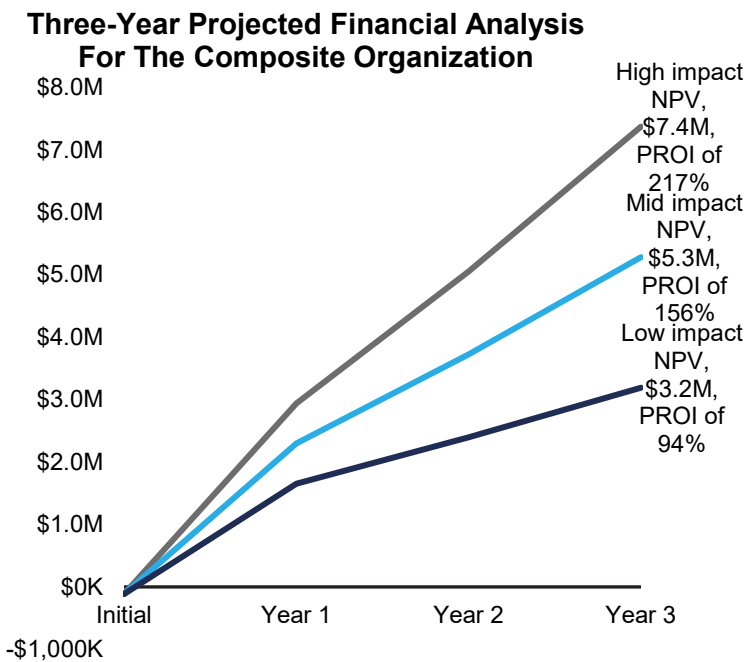 Three-Year Projected Financial Analysis
For The Composite Organization
$8.0M
$7.0M
$6.0M
$5.0M
$4.0M
$3.0M
$2.0M
$1.0M
$0K
-$1,000K
Initial
Year 1
Year 2
Year 3
High impact
NPV,
$7.4M,
PROI of
217%
Mid impact
NPV,
$5.3M,
PROI of
156%
Low impact
NPV,
$3.2M,
PROI of
94%